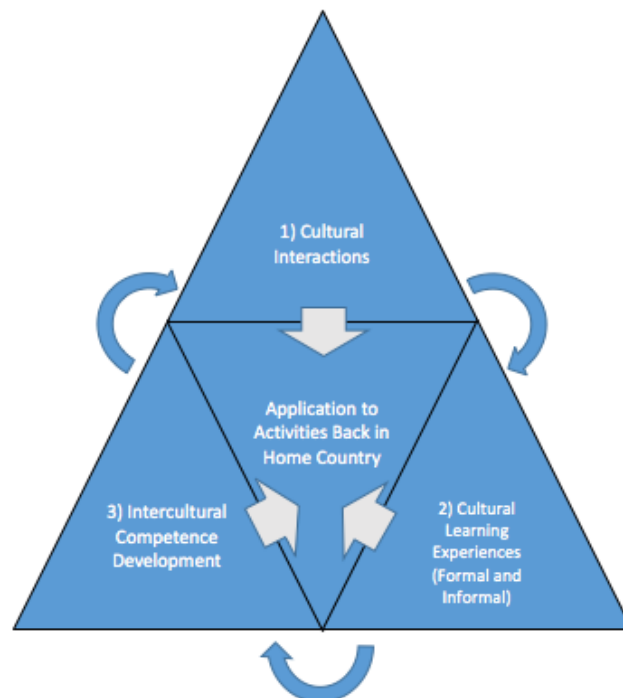 1) Cultural
Interactions
Application to
Activities Back in
Home Country
3) Intercultural
Competence
Development
2) Cultural
Learning
Experiences
(Formal and
Informal)